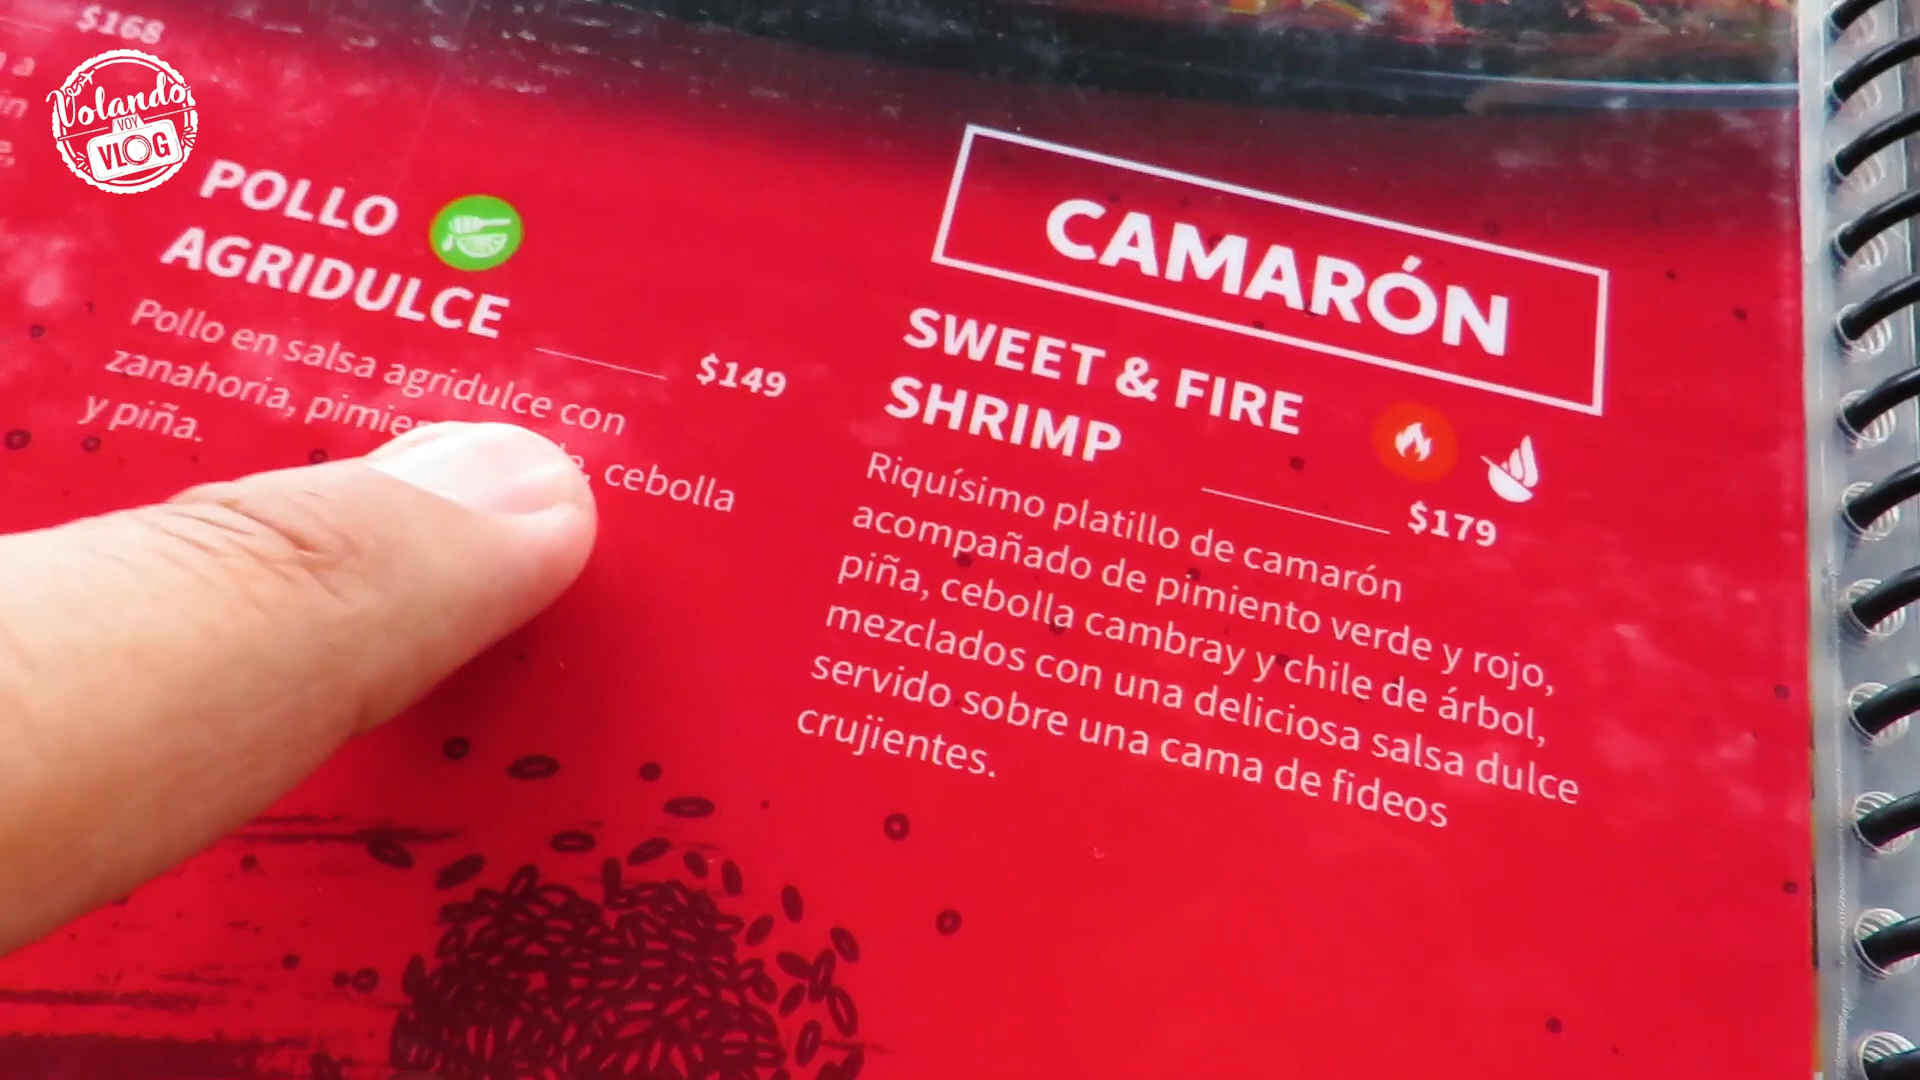 $168
Volando
VOY
VLOG
POLLO
AGRIDULCE
$149
Pollo en salsa agridulce con
zanahoria, cebolla
y piña.
CAMARÓN
SWEET & FIRE
SHRIMP
$179
Riquísimo platillo de camarón
acompañado de pimiento verde y rojo,
piña, cebolla cambray y chile de árbol,
mezclados con una deliciosa salsa dulce
servido sobre una cama de fideos
crujientes.